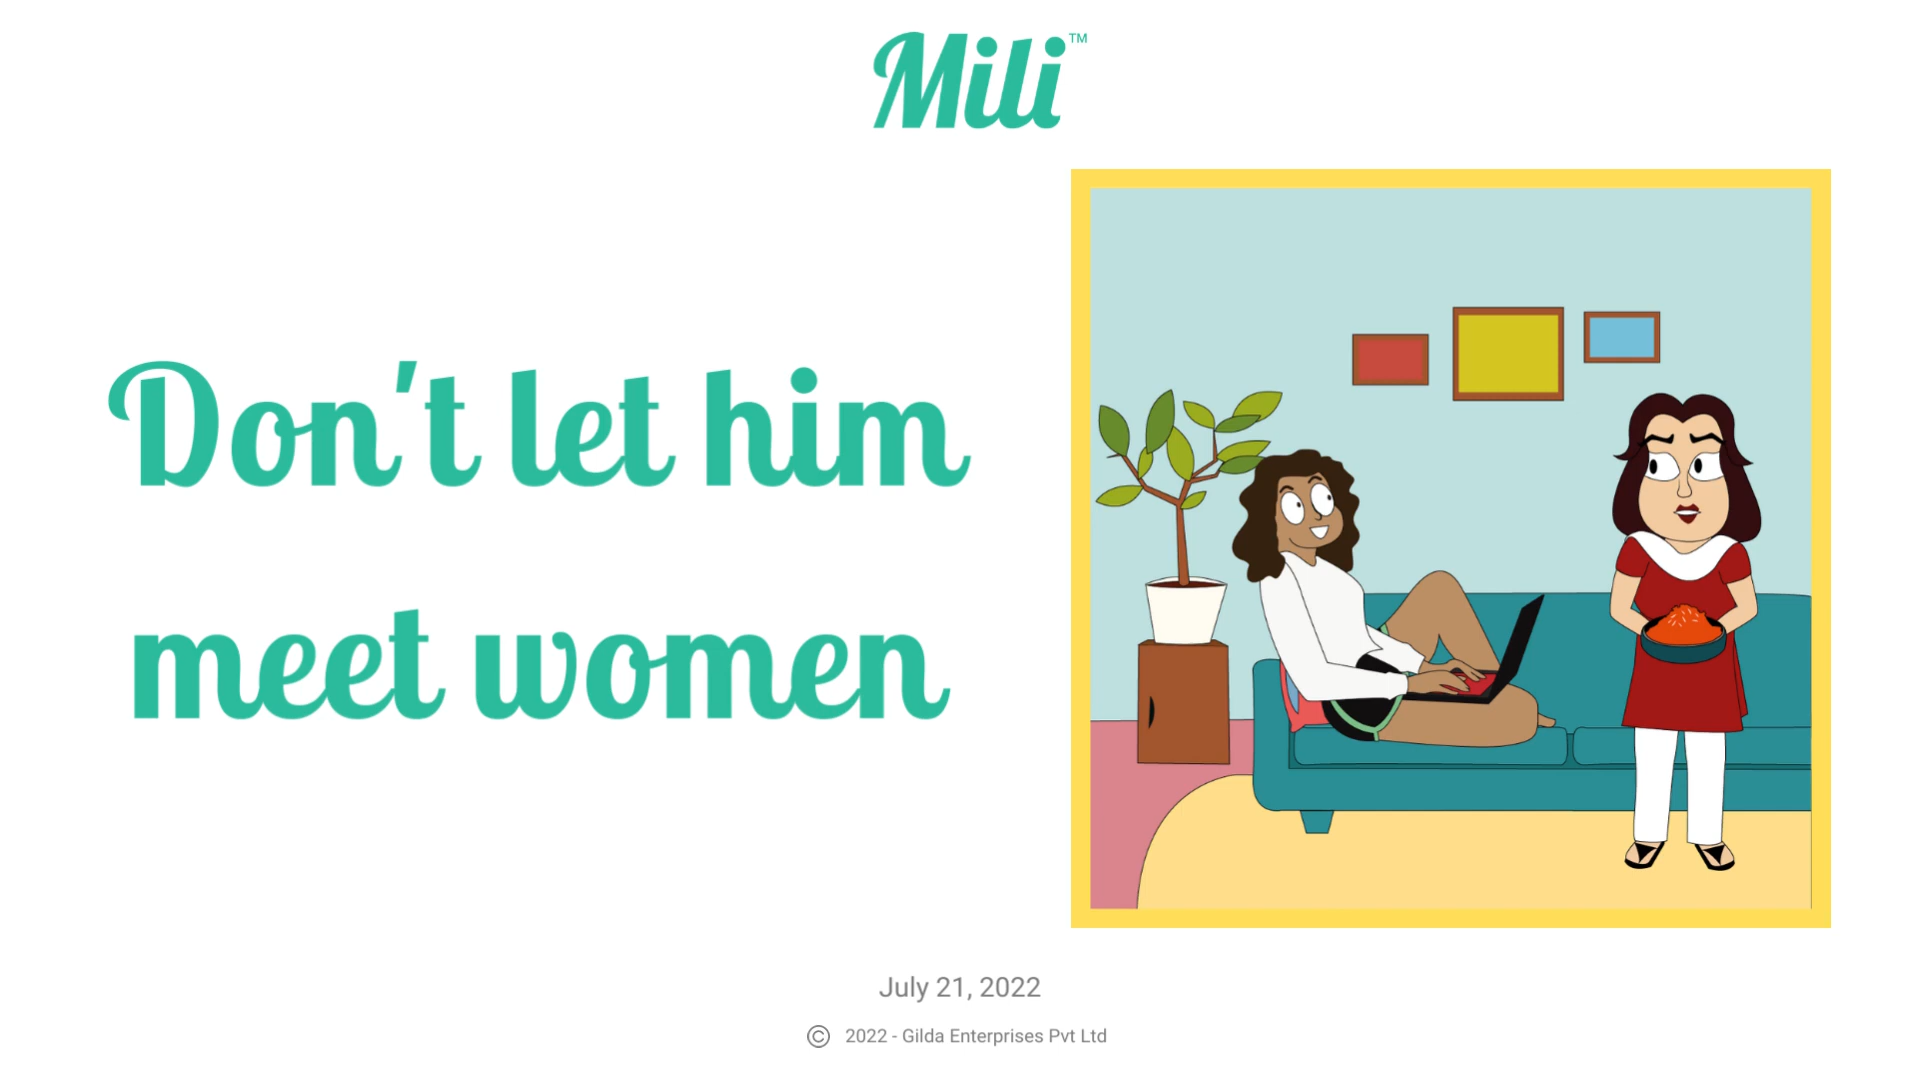 Mili™
Don't let him
meet women
July 21, 2022
© 2022 - Gilda Enterprises Pvt Ltd